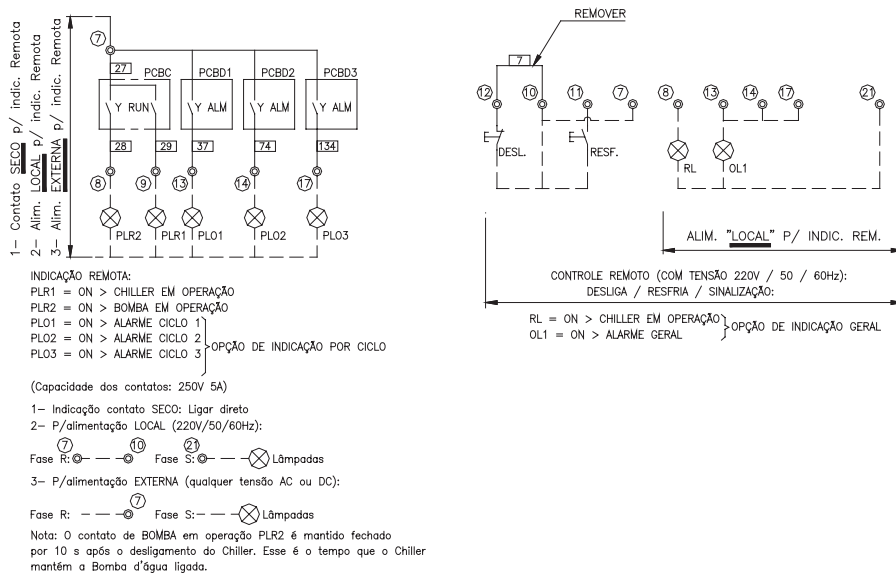 1- Contato SECO p/ indic. Remota
2- Alim. LOCAL p/ indic. Remota
3- Alim. EXTERNA p/ indic. Remota
7
27 PCBC PCBD1 PCBD2 PCBD3
Y RUN Y ALM Y ALM Y ALM
28 29 37 74 134
8 9 13 14 17
PLR2 PLR1 PLO1 PLO2 PLO3
INDICAÇÃO REMOTA:
PLR1 = ON > CHILLER EM OPERAÇÃO
PLR2 = ON > BOMBA EM OPERAÇÃO
PLO1 = ON > ALARME CICLO 1
PLO2 = ON > ALARME CICLO 2
PLO3 = ON > ALARME CICLO 3
OPÇÃO DE INDICAÇÃO POR CICLO
(Capacidade dos contatos: 250V 5A)
1- Indicação contato SECO: Ligar direto
2- P/alimentação LOCAL (220V/50/60Hz):
7 10 21
Fase R: Fase S: Lâmpadas
3- P/alimentação EXTERNA (qualquer tensão AC ou DC):
7
Fase R: Fase S: Lâmpadas
Nota: O contato de BOMBA em operação PLR2 é mantido fechado
por 10 s após o desligamento do Chiller. Esse é o tempo que o Chiller
mantém a Bomba d'água ligada.
REMOVER
7
12 10 11 7 8 13 14 17 21
DESL. RESF. RL OL1
ALIM. "LOCAL" P/ INDIC. REM.
CONTROLE REMOTO (COM TENSÃO 220V / 50 / 60Hz):
DESLIGA / RESFRIA / SINALIZAÇÃO:
RL = ON > CHILLER EM OPERAÇÃO
OL1 = ON > ALARME GERAL
OPÇÃO DE INDICAÇÃO GERAL